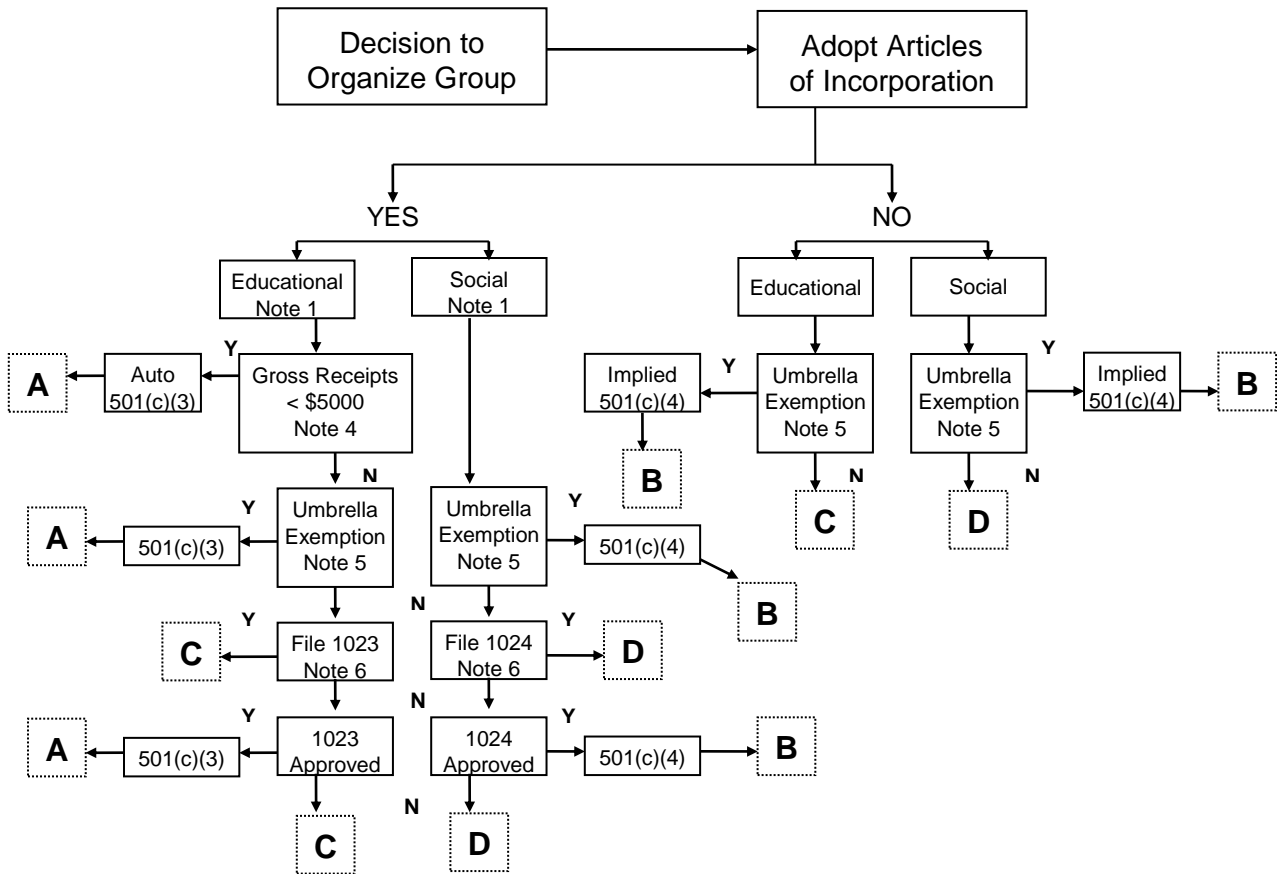 Decision to
Organize Group
Adopt Articles
of Incorporation
YES
NO
Educational
Note 1
Social
Note 1
Educational
Social
A
Auto
501(c)(3)
Y
Gross Receipts
< $5000
Note 4
N
Implied
501(c)(4)
Y
Umbrella
Exemption
Note 5
N
B
C
Umbrella
Exemption
Note 5
Y
Implied
501(c)(4)
B
N
D
A
501(c)(3)
Y
Umbrella
Exemption
Note 5
Umbrella
Exemption
Note 5
Y
501(c)(4)
B
N
C
Y
File 1023
Note 6
File 1024
Note 6
Y
D
N
A
501(c)(3)
Y
1023
Approved
1024
Approved
Y
501(c)(4)
B
N
C
D